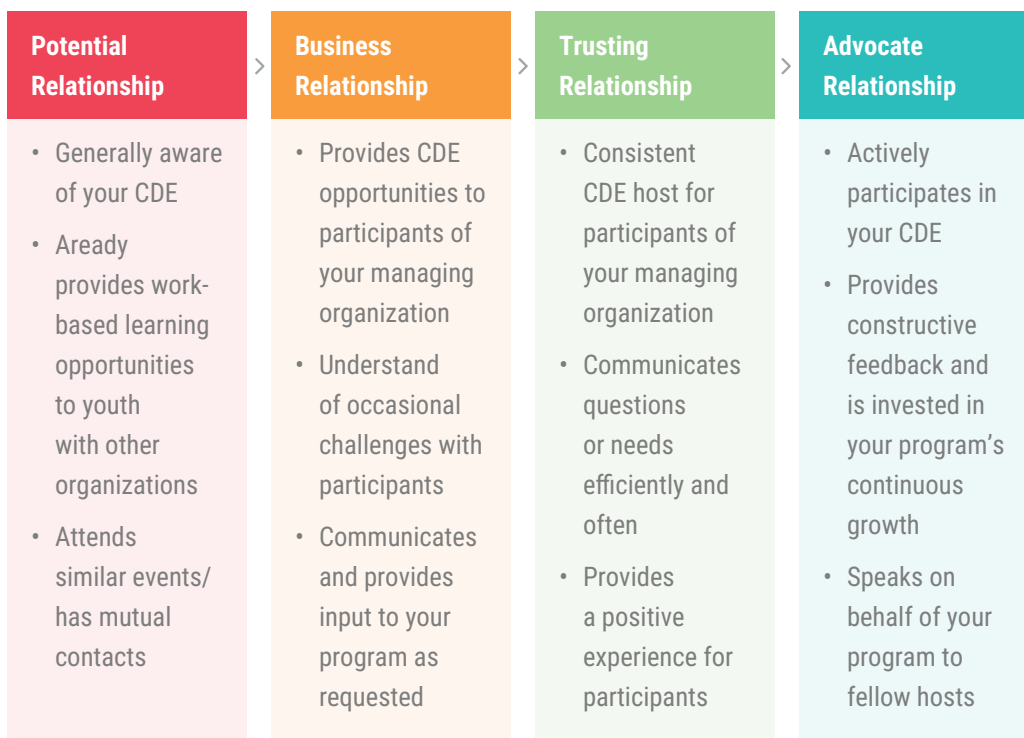 Potential
Relationship
• Generally aware
of your CDE
• Aready
provides work-
based learning
opportunities
to youth
with other
organizations
• Attends
similar events/
has mutual
contacts
>
Business
Relationship
• Provides CDE
opportunities to
participants of
your managing
organization
• Understand
of occasional
challenges with
participants
• Communicates
and provides
input to your
program as
requested
>
Trusting
Relationship
• Consistent
CDE host for
participants of
your managing
organization
• Communicates
questions
or needs
efficiently and
often
• Provides
a positive
experience for
participants
>
Advocate
Relationship
• Actively
participates in
your CDE
• Provides
constructive
feedback and
is invested in
your program’s
continuous
growth
• Speaks on
behalf of your
program to
fellow hosts